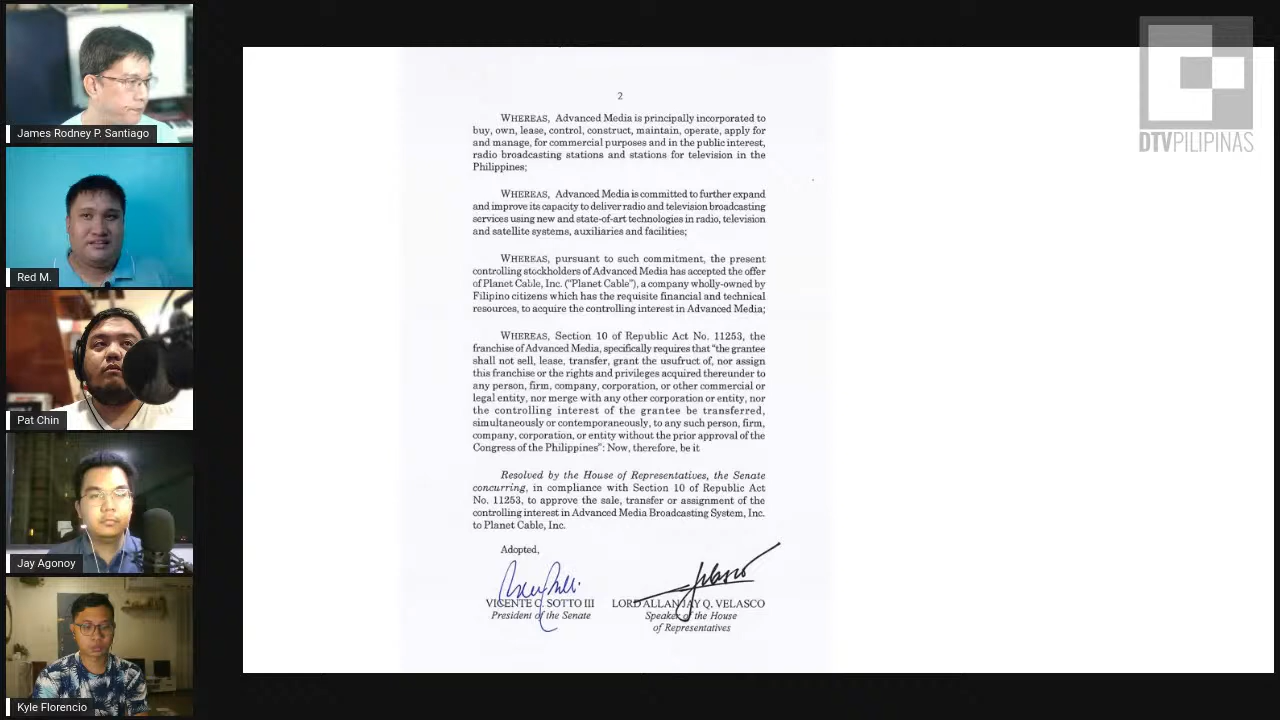 James Rodney P. Santiago
Red M.
Pat Chin
Jay Agonoy
Kyle Florencio
DTVPILIPINAS
2
WHEREAS, Advanced Media is principally incorporated to
buy, own, lease, control, construct, maintain, operate, apply for
and manage, for commercial purposes and in the public interest,
radio broadcasting stations and stations for television in the
Philippines;
WHEREAS, Advanced Media is committed to further expand
and improve its capacity to deliver radio and television broadcasting
services using new and state-of-art technologies in radio, television
and satellite systems, auxiliaries and facilities;
WHEREAS, pursuant to such commitment, the present
controlling stockholders of Advanced Media has accepted the offer
of Planet Cable, Inc. ("Planet Cable"), a company wholly-owned by
Filipino citizens which has the requisite financial and technical
resources, to acquire the controlling interest in Advanced Media;
WHEREAS, Section 10 of Republic Act No. 11253, the
franchise of Advanced Media, specifically requires that "the grantee
shall not sell, lease, transfer, grant the usufruct of, nor assign
this franchise or the rights and privileges acquired thereunder to
any person, firm, company, corporation, or other commercial or
legal entity, nor merge with any other corporation or entity, nor
the controlling interest of the grantee be transferred,
simultaneously or contemporaneously, to any such person, firm,
company, corporation, or entity without the prior approval of the
Congress of the Philippines": Now, therefore, be it
Resolved by the House of Representatives, the Senate
concurring, in compliance with Section 10 of Republic Act
No. 11253, to approve the sale, transfer or assignment of the
controlling interest in Advanced Media Broadcasting System, Inc.
to Planet Cable, Inc.
Adopted,
VICENTE C. SOTTO III
President of the Senate
LORD ALLAN JAY Q. VELASCO
Speaker of the House
of Representatives